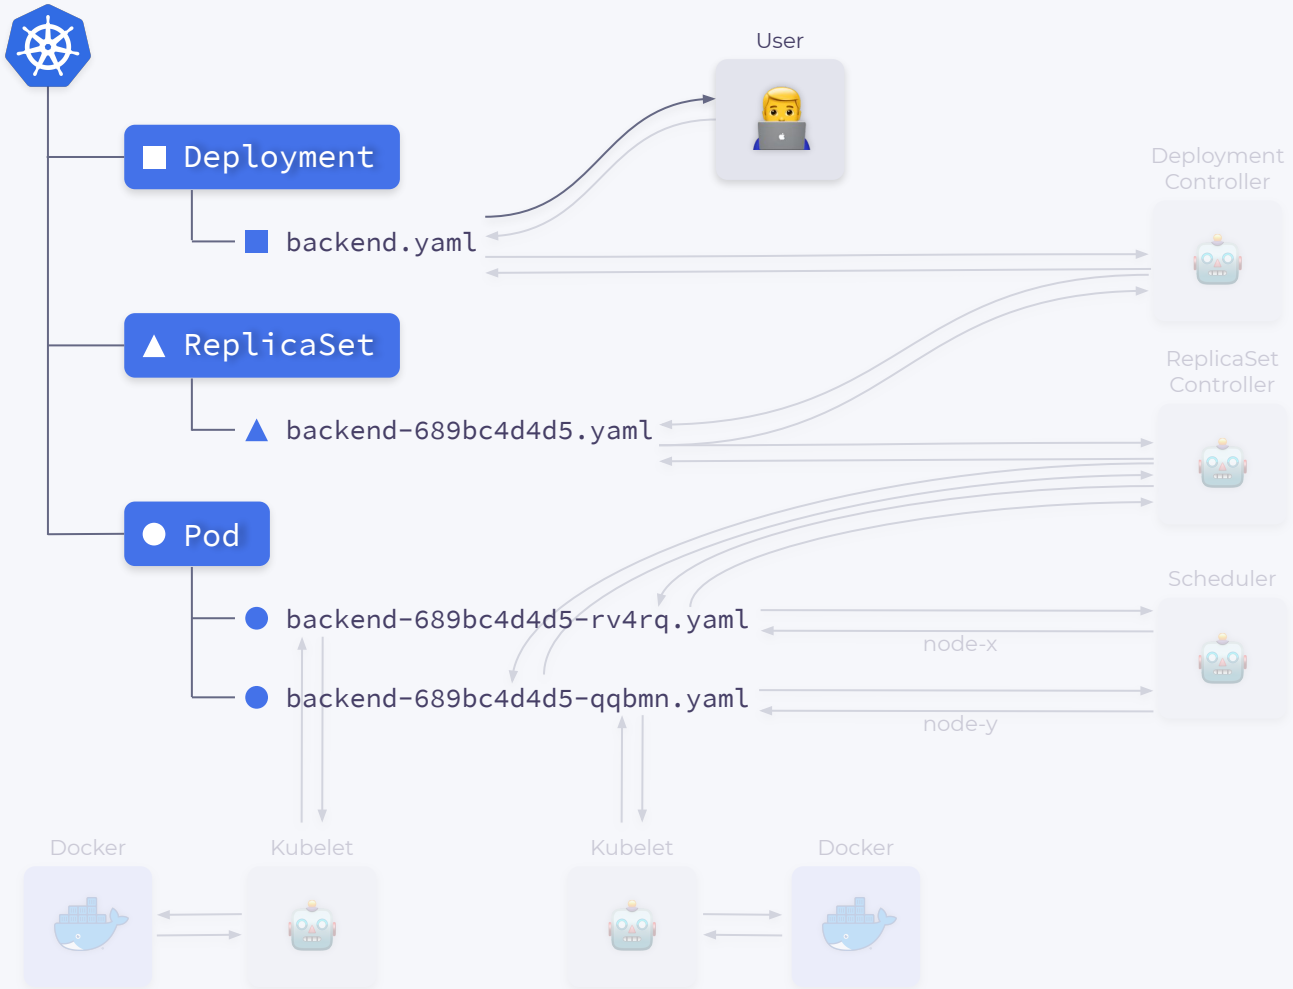 User
Deployment
Deployment
Controller
backend.yaml
ReplicaSet
ReplicaSet
Controller
backend-689bc4d4d5.yaml
Pod
Scheduler
backend-689bc4d4d5-rv4rq.yaml
node-x
backend-689bc4d4d5-qqbmn.yaml
node-y
Docker
Kubelet
Kubelet
Docker